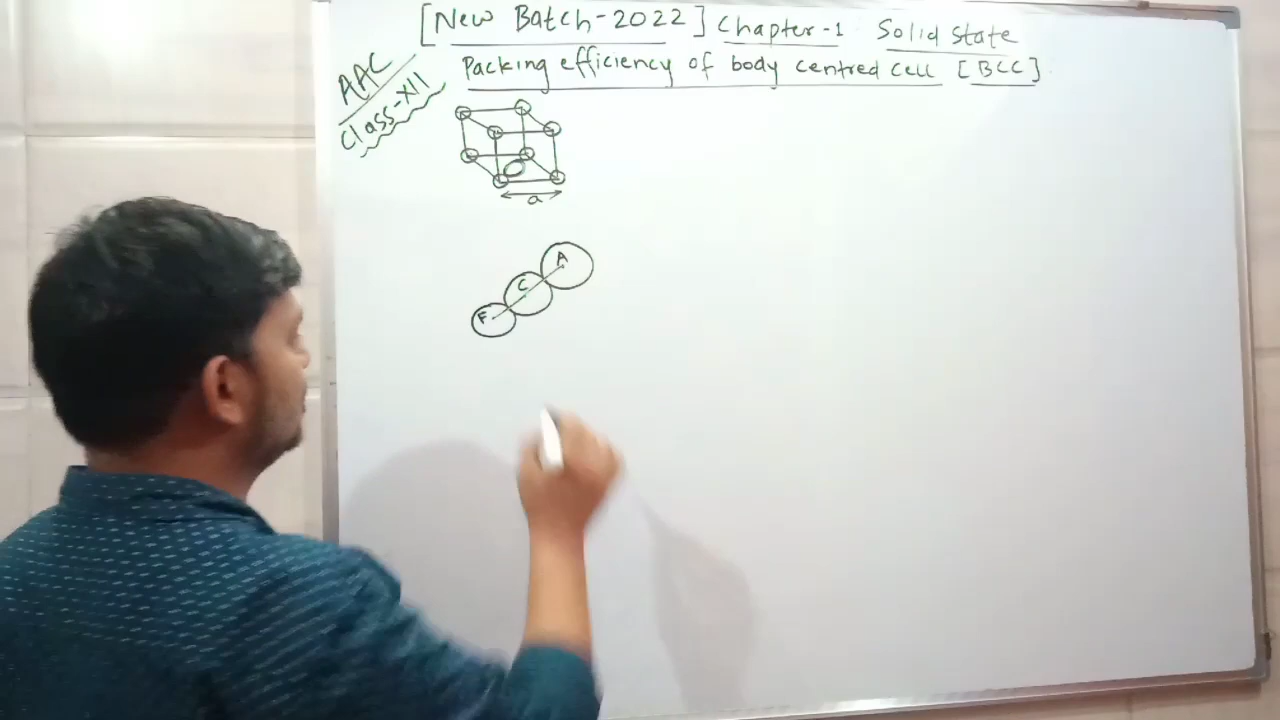 [New Batch-2022] Chapter-1 Solid state
Packing efficiency of body centred cell [BCC]
AAC
Class-XII
a
A
C
F